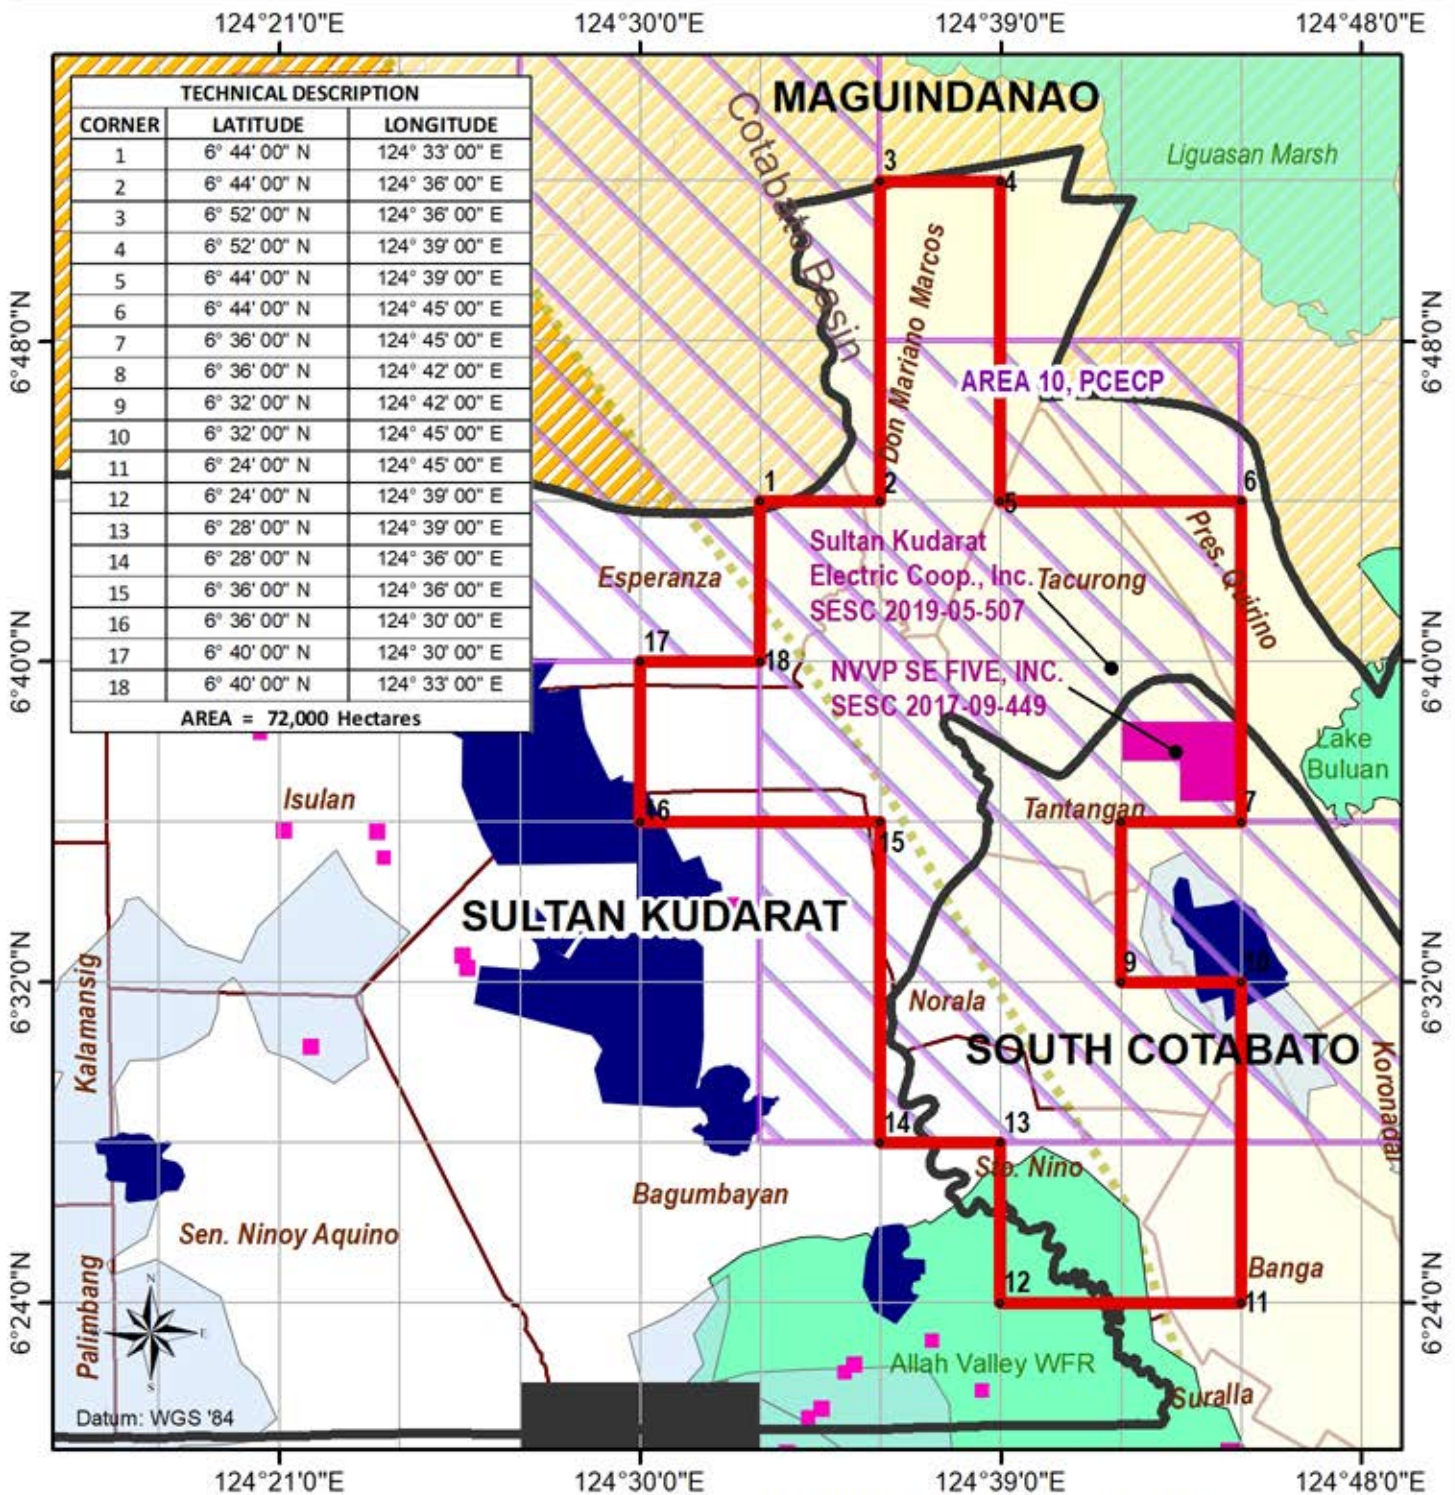 124°21'0"E 124°30'0"E 124°39'0"E 124°48'0"E
TECHNICAL DESCRIPTION
CORNER LATITUDE LONGITUDE
1 6° 44' 00" N 124° 33' 00" E
2 6° 44' 00" N 124° 36' 00" E
3 6° 52' 00" N 124° 36' 00" E
4 6° 52' 00" N 124° 39' 00" E
5 6° 44' 00" N 124° 39' 00" E
6 6° 44' 00" N 124° 45' 00" E
7 6° 36' 00" N 124° 45' 00" E
8 6° 36' 00" N 124° 42' 00" E
9 6° 32' 00" N 124° 42' 00" E
10 6° 32' 00" N 124° 45' 00" E
11 6° 24' 00" N 124° 45' 00" E
12 6° 24' 00" N 124° 39' 00" E
13 6° 28' 00" N 124° 39' 00" E
14 6° 28' 00" N 124° 36' 00" E
15 6° 36' 00" N 124° 36' 00" E
16 6° 36' 00" N 124° 30' 00" E
17 6° 40' 00" N 124° 30' 00" E
18 6° 40' 00" N 124° 33' 00" E
AREA = 72,000 Hectares
MAGUINDANAO
Cotabato Basin
Liguasan Marsh
3
4
Don Mariano Marcos
6°48'0"N
6°48'0"N
AREA 10, PCECP
1
2
5
6
Pres. Quirino
Sultan Kudarat
Electric Coop., Inc.
SESC 2019-05-507
Esperanza
Tacurong
6°40'0"N
6°40'0"N
17
18
NVVP SE FIVE, INC.
SESC 2017-09-449
Lake
Buluan
Isulan
16
15
Tantangan
7
SULTAN KUDARAT
6°32'0"N
6°32'0"N
9
10
Kalamansig
Norala
SOUTH COTABATO
Koronadal
14
13
Sto. Nino
Bagumbayan
Sen. Ninoy Aquino
Palimbang
6°24'0"N
6°24'0"N
12
11
Banga
N
E
S
Allah Valley WFR
Suralla
Datum: WGS '84
124°21'0"E 124°30'0"E 124°39'0"E 124°48'0"E